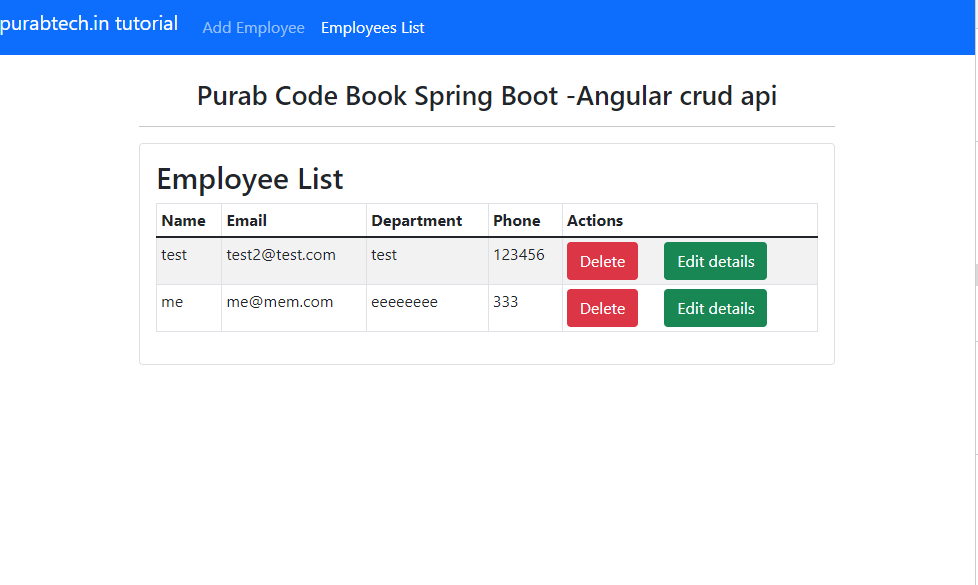 purabtech.in tutorial Add Employee Employees List
Purab Code Book Spring Boot -Angular crud api
Employee List
Name Email Department Phone Actions
test test2@test.com test 123456 Delete Edit details
me me@mem.com eeeeeeee 333 Delete Edit details